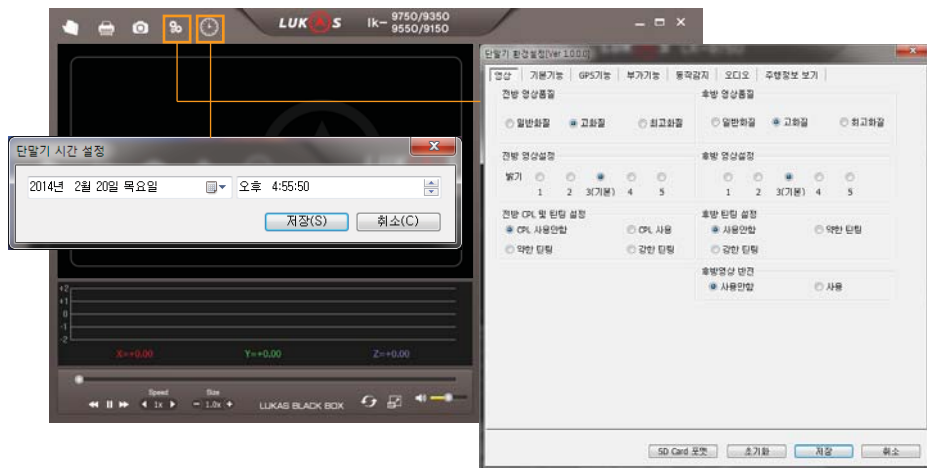 LUKAS lk- 9750/9350
9550/9150
단말기 시간 설정
2014년 2월 20일 목요일
오후 4:55:50
저장(S) 취소(C)
+2
+1
0
-1
-2
X=+0.00 Y=+0.00 Z=+0.00
Speed Size
1x 1.0x
LUKAS BLACK BOX
단말기 환경설정[Ver 1.0.0.0]
영상 기본기능 GPS기능 부가기능 동작감지 오디오 주행정보 보기
전방 영상품질
일반화질 고화질 최고화질
후방 영상품질
일반화질 고화질 최고화질
전방 영상설정
밝기
1 2 3(기본) 4 5
후방 영상설정
1 2 3(기본) 4 5
전방 CPL 및 틴팅 설정
CPL 사용안함 CPL 사용
약한 틴팅 강한 틴팅
후방 틴팅 설정
사용안함 약한 틴팅
강한 틴팅
후방영상 반전
사용안함 사용
SD Card 포맷 초기화 저장 취소